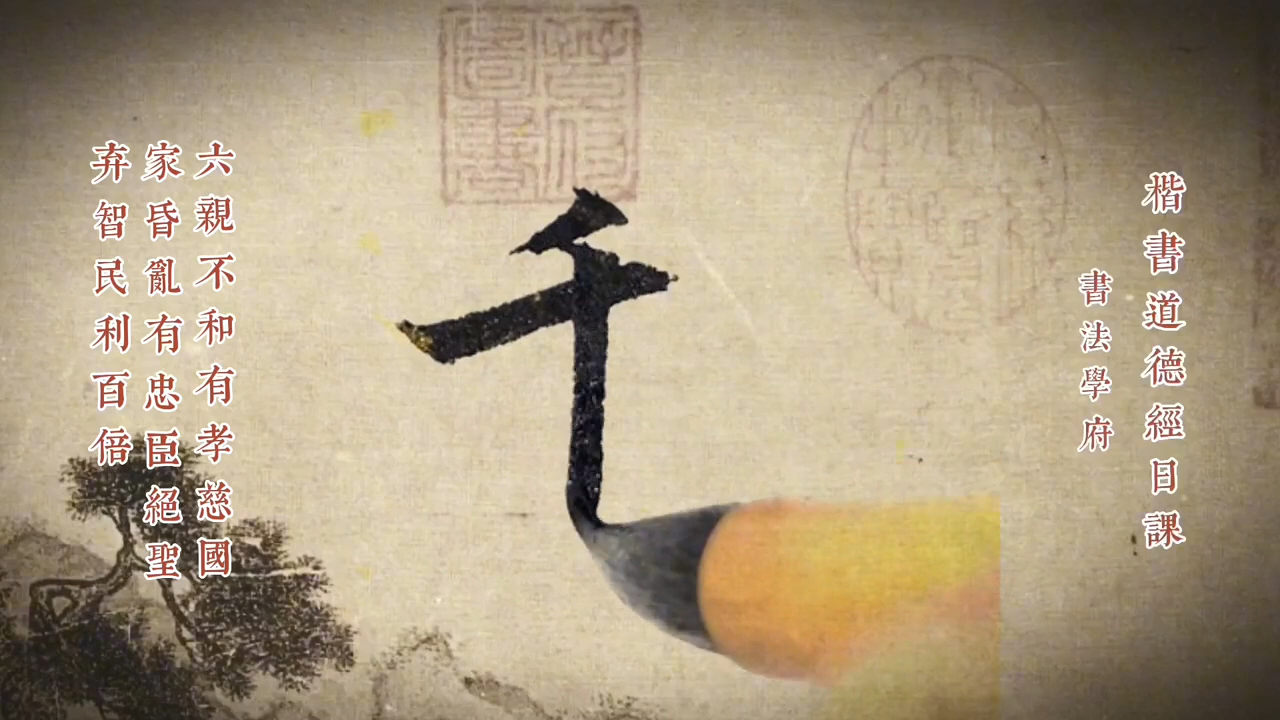 楷書道德經日課
書法學府
千
六親不和有孝慈國
家昏亂有忠臣絕聖
弃智民利百倍